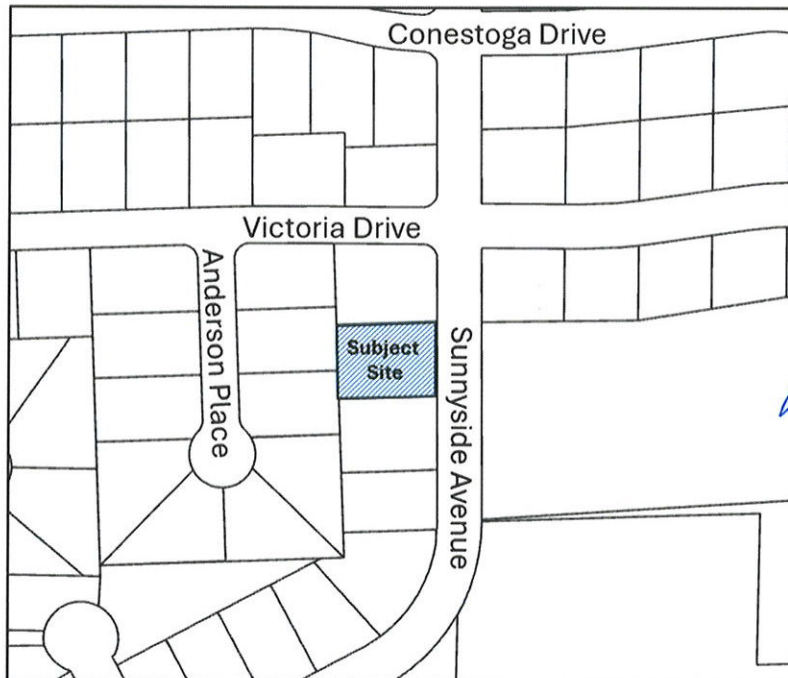 Conestoga Drive
Victoria Drive
Anderson Place
Subject
Site
Sunnyside Avenue